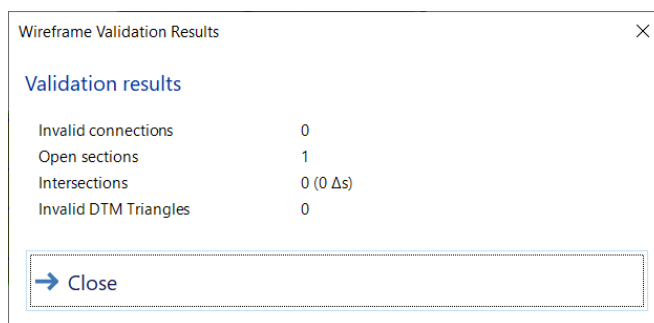 Wireframe Validation Results
Validation results
Invalid connections 0
Open sections 1
Intersections 0 (0 Δs)
Invalid DTM Triangles 0
Close